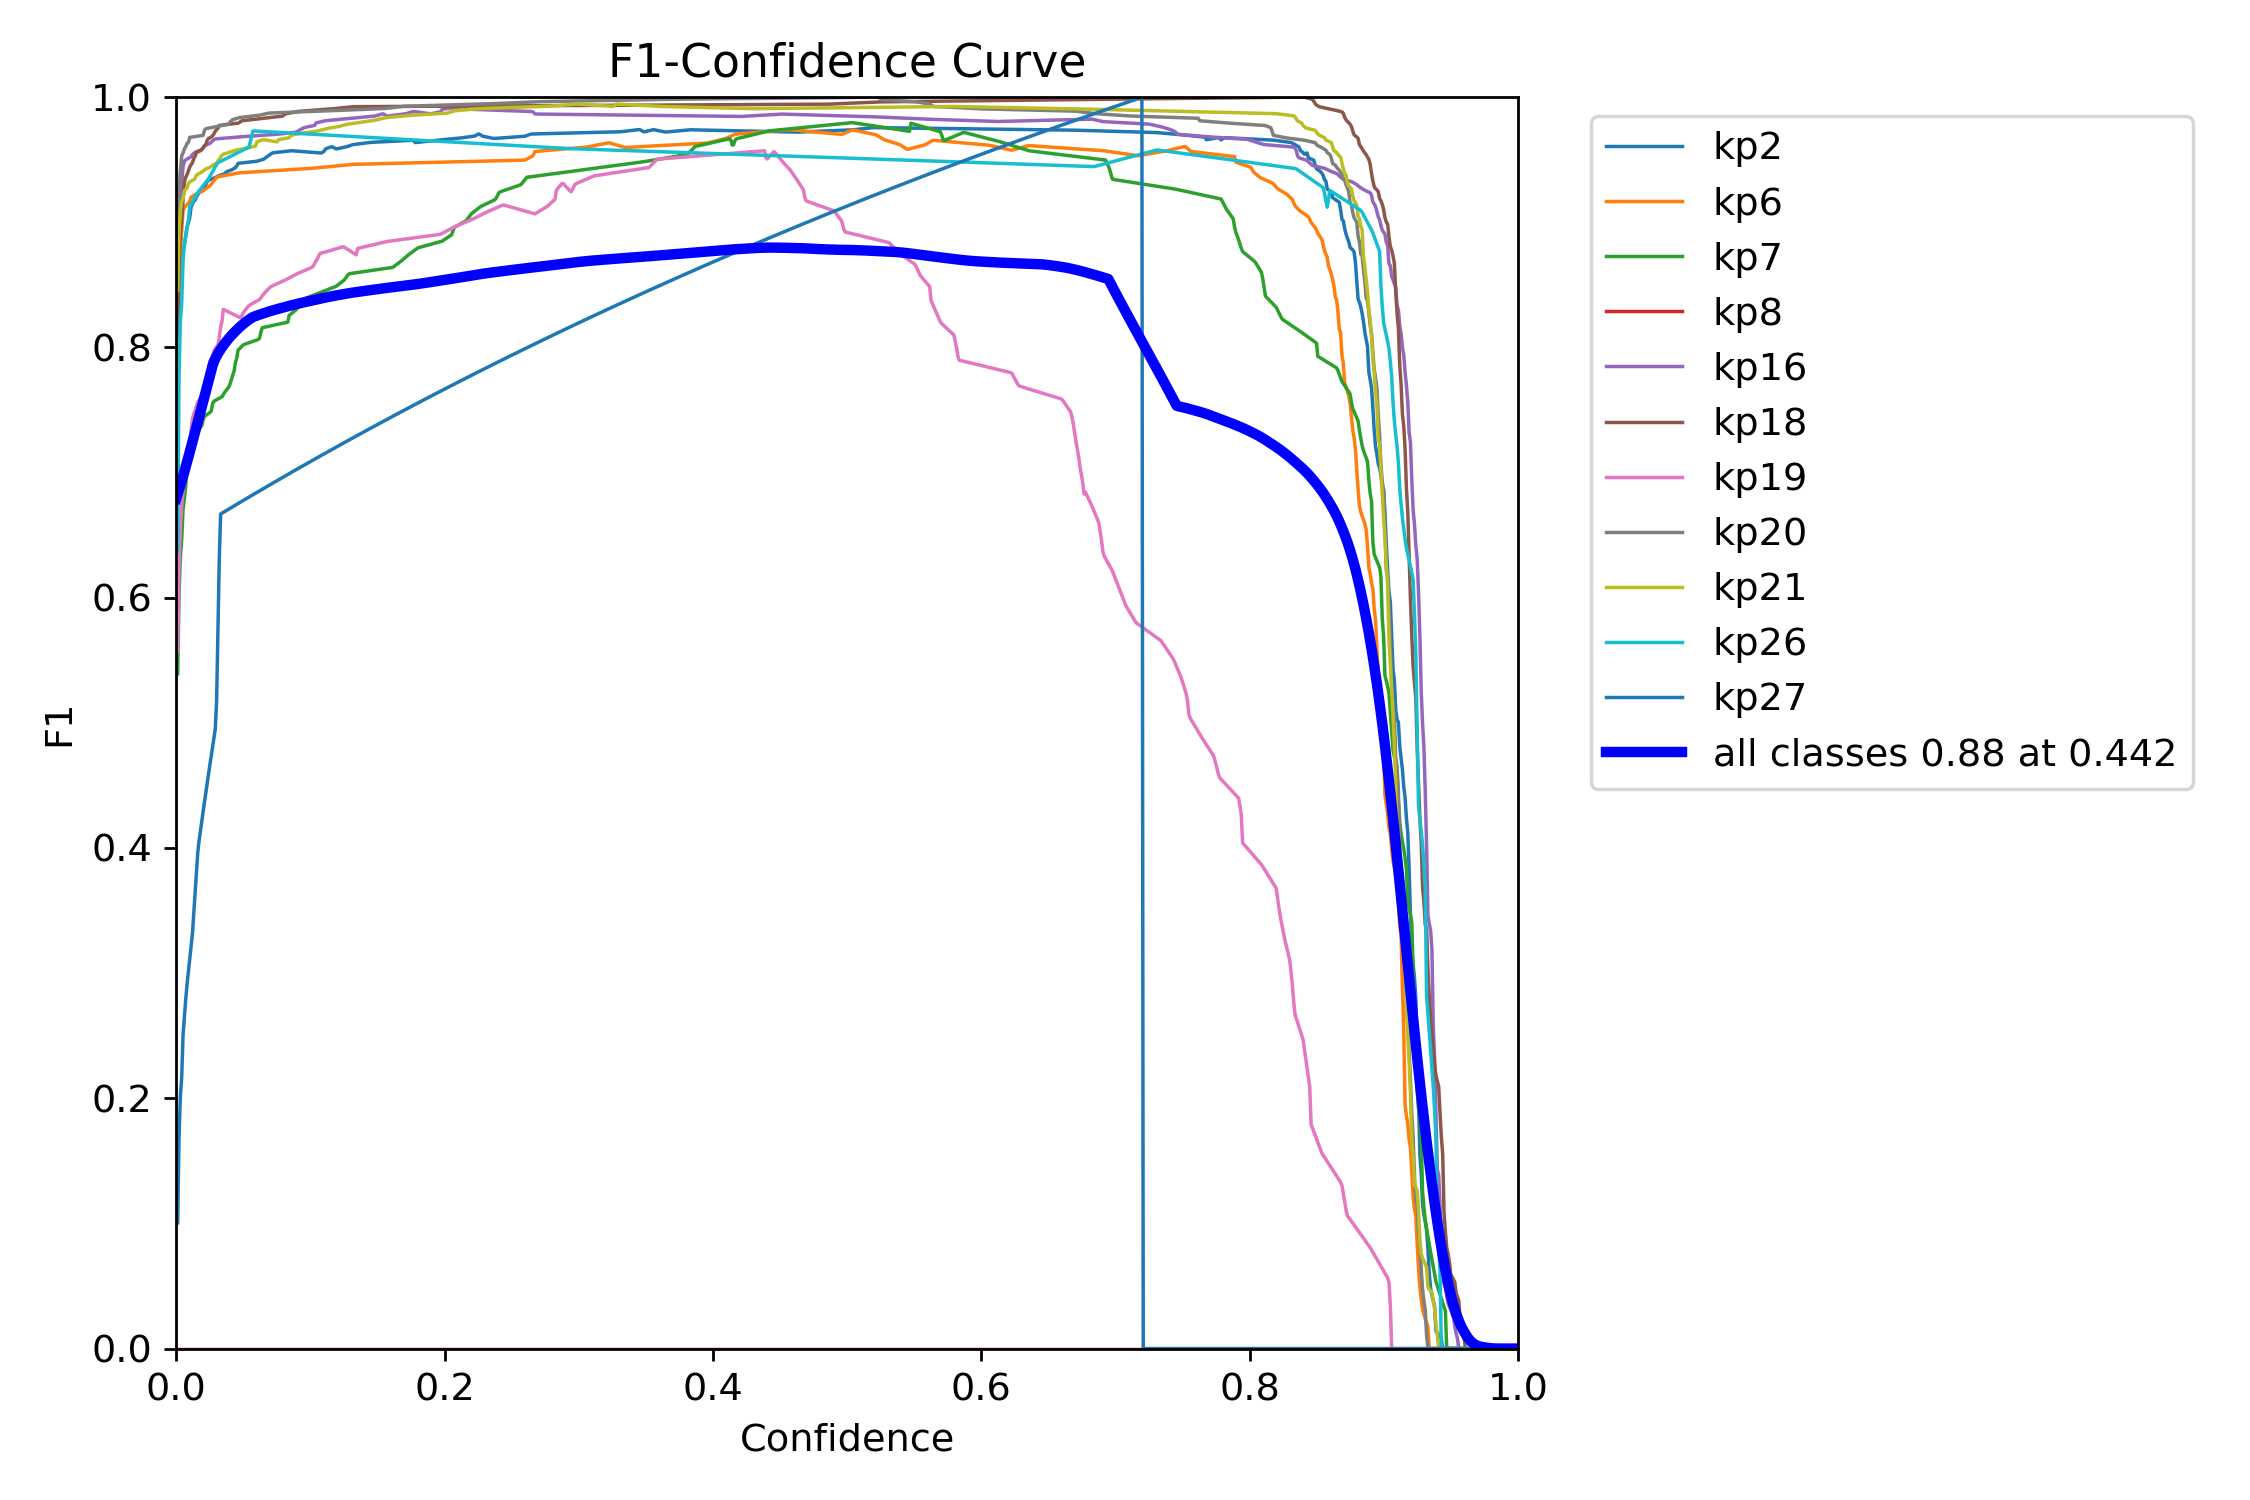 F1-Confidence Curve
1.0
0.8
0.6
0.4
0.2
0.0
F1
0.0 0.2 0.4 0.6 0.8 1.0
Confidence
kp2
kp6
kp7
kp8
kp16
kp18
kp19
kp20
kp21
kp26
kp27
all classes 0.88 at 0.442